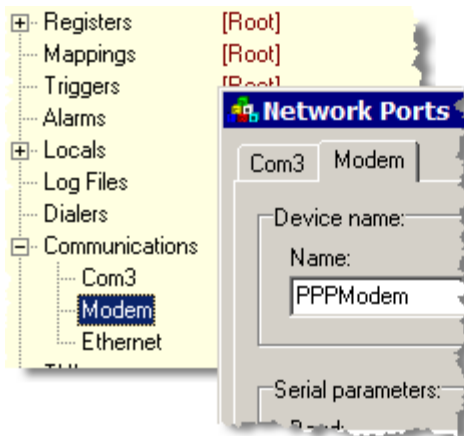 Registers [Root]
Mappings [Root]
Triggers [Root]
Alarms
Locals
Log Files
Dialers
Communications
Com3
Modem
Ethernet
Network Ports
Com3 Modem
Device name:
Name:
PPPModem
Serial parameters: